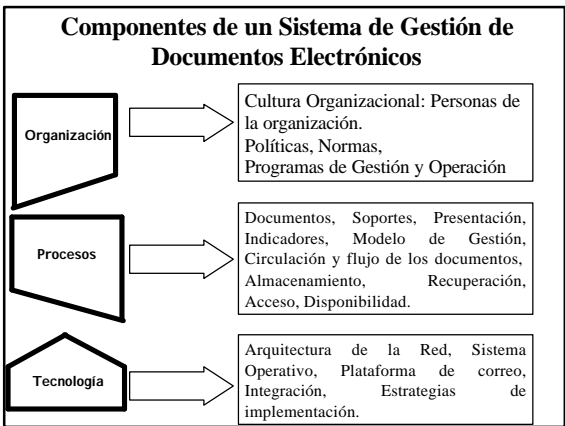 Componentes de un Sistema de Gestión de
Documentos Electrónicos
Organización
Cultura Organizacional: Personas de
la organización.
Políticas, Normas,
Programas de Gestión y Operación
Procesos
Documentos, Soportes, Presentación,
Indicadores, Modelo de Gestión,
Circulación y flujo de los documentos,
Almacenamiento, Recuperación,
Acceso, Disponibilidad.
Tecnología
Arquitectura de la Red, Sistema
Operativo, Plataforma de correo,
Integración, Estrategias de
implementación.